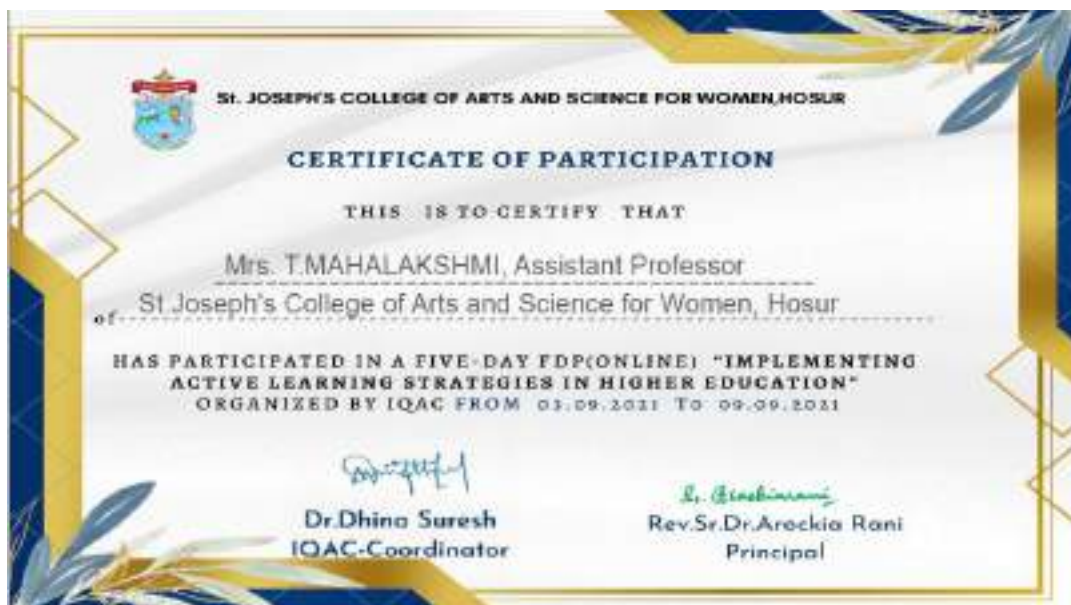 St. JOSEPH'S COLLEGE OF ARTS AND SCIENCE FOR WOMEN,HOSUR
CERTIFICATE OF PARTICIPATION
THIS IS TO CERTIFY THAT
Mrs. T.MAHALAKSHMI, Assistant Professor
of St.Joseph's College of Arts and Science for Women, Hosur
HAS PARTICIPATED IN A FIVE-DAY FDP(ONLINE) "IMPLEMENTING
ACTIVE LEARNING STRATEGIES IN HIGHER EDUCATION"
ORGANIZED BY IQAC FROM 03.09.2021 To 09.09.2021
Dr.Dhina Suresh
IQAC-Coordinator
Rev.Sr.Dr.Arockia Rani
Principal